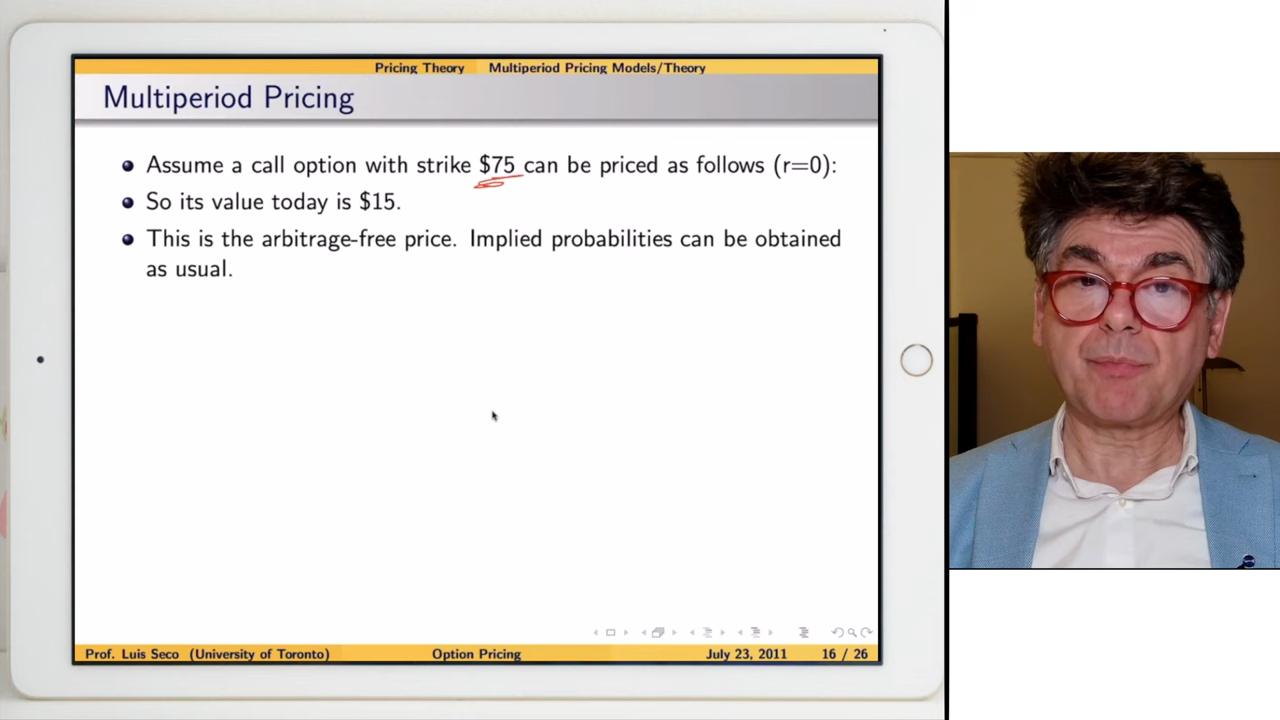 Pricing Theory Multiperiod Pricing Models/Theory
Multiperiod Pricing
Assume a call option with strike $75 can be priced as follows (r=0):
So its value today is $15.
This is the arbitrage-free price. Implied probabilities can be obtained
as usual.
Prof. Luis Seco (University of Toronto) Option Pricing July 23, 2011 16 / 26